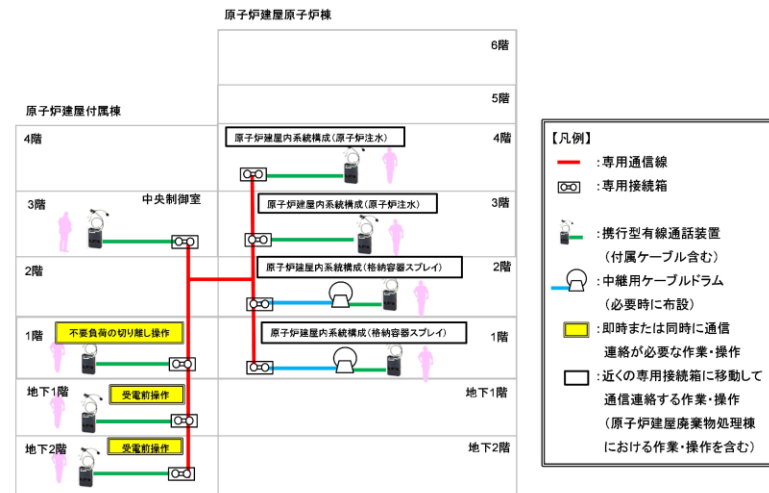 原子炉建屋原子炉棟
6階
5階
原子炉建屋付属棟
4階
原子炉建屋内系統構成(原子炉注水)
4階
3階
中央制御室
原子炉建屋内系統構成(原子炉注水)
3階
2階
原子炉建屋内系統構成(格納容器スプレイ)
2階
1階
不要負荷の切り離し操作
原子炉建屋内系統構成(格納容器スプレイ)
1階
地下1階
受電前操作
地下1階
地下2階
受電前操作
地下2階
【凡例】
:専用通信線
:専用接続箱
:携行型有線通話装置
(付属ケーブル含む)
:中継用ケーブルドラム
(必要時に布設)
:即時または同時に通信
連絡が必要な作業・操作
:近くの専用接続箱に移動して
通信連絡する作業・操作
(原子炉建屋廃棄物処理棟
における作業・操作を含む)